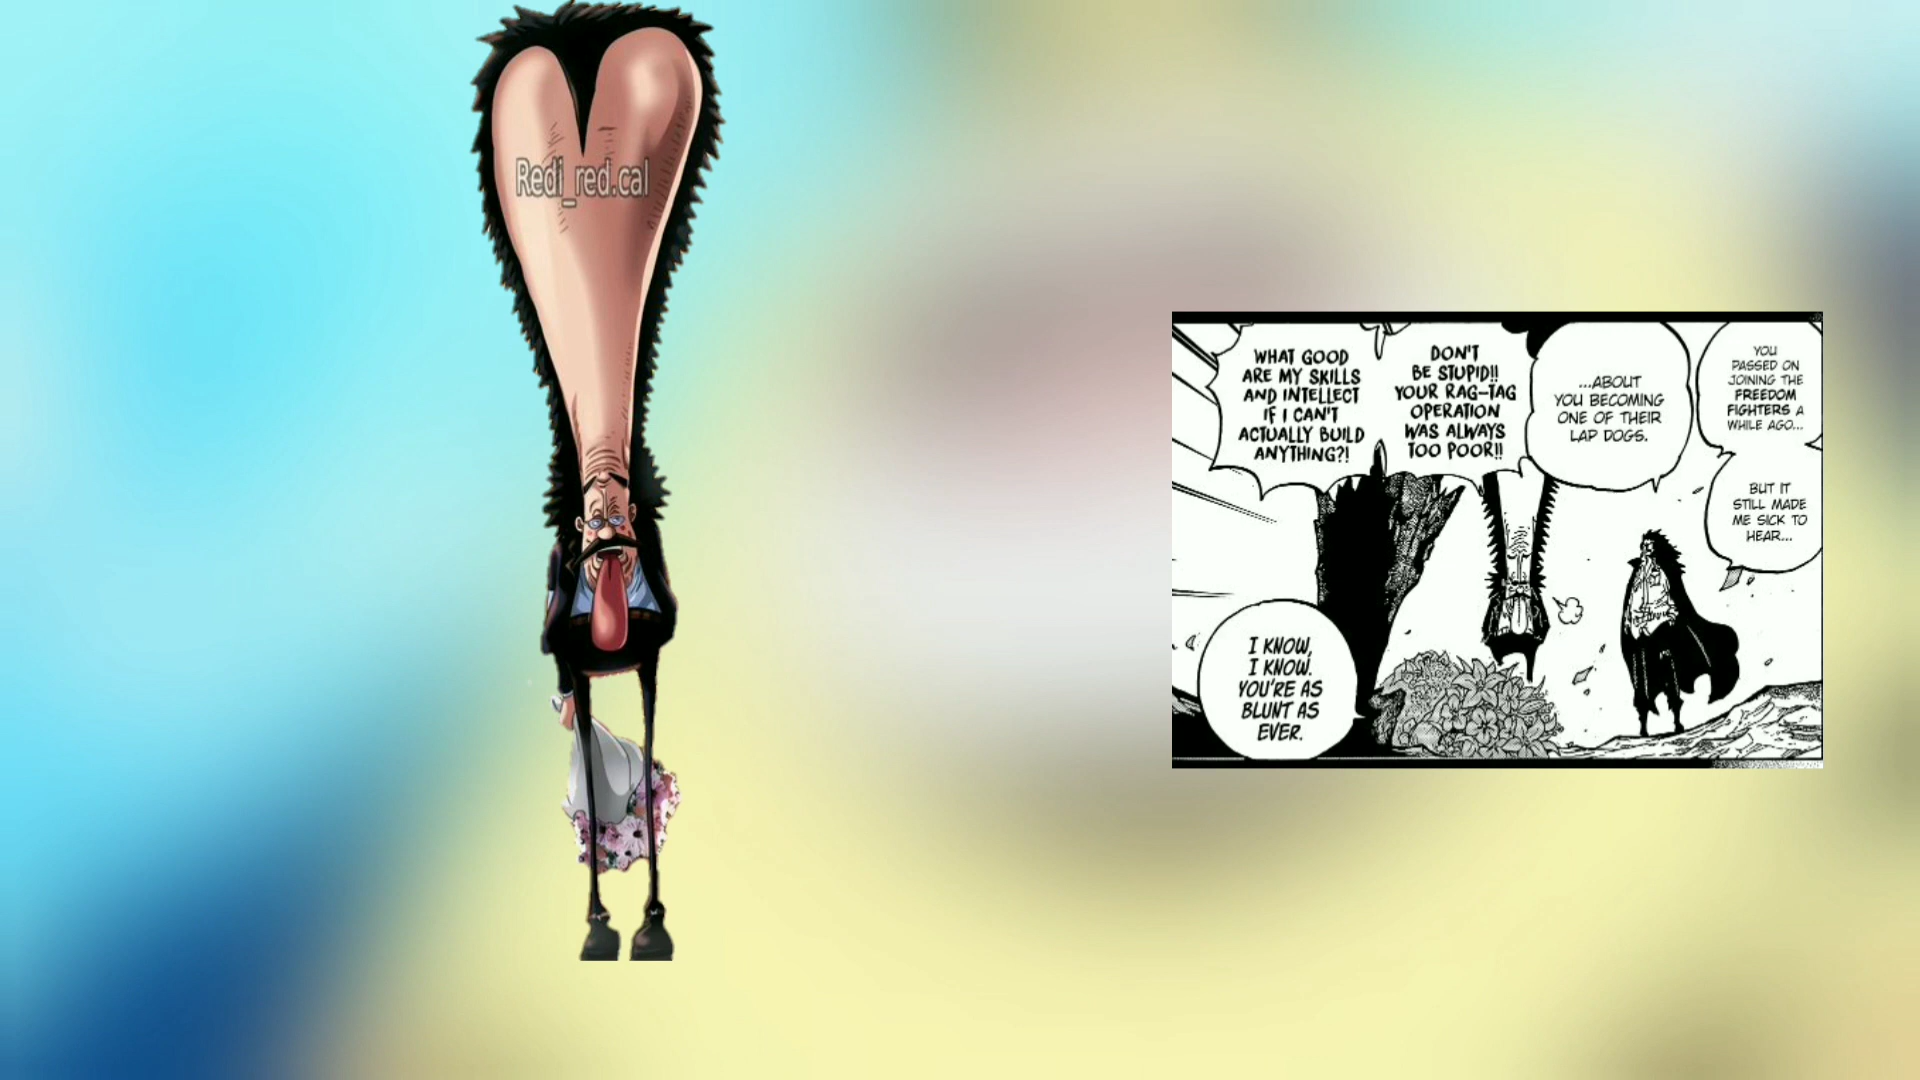 Redi_red.cal
YOU
PASSED ON
JOINING THE
FREEDOM
FIGHTERS A
WHILE AGO...
BUT IT
STILL MADE
ME SICK TO
HEAR...
...ABOUT
YOU BECOMING
ONE OF THEIR
LAP DOGS.
DON'T
BE STUPID!!
YOUR RAG-TAG
OPERATION
WAS ALWAYS
TOO POOR!!
WHAT GOOD
ARE MY SKILLS
AND INTELLECT
IF I CAN'T
ACTUALLY BUILD
ANYTHING?!
I KNOW,
I KNOW.
YOU'RE AS
BLUNT AS
EVER.